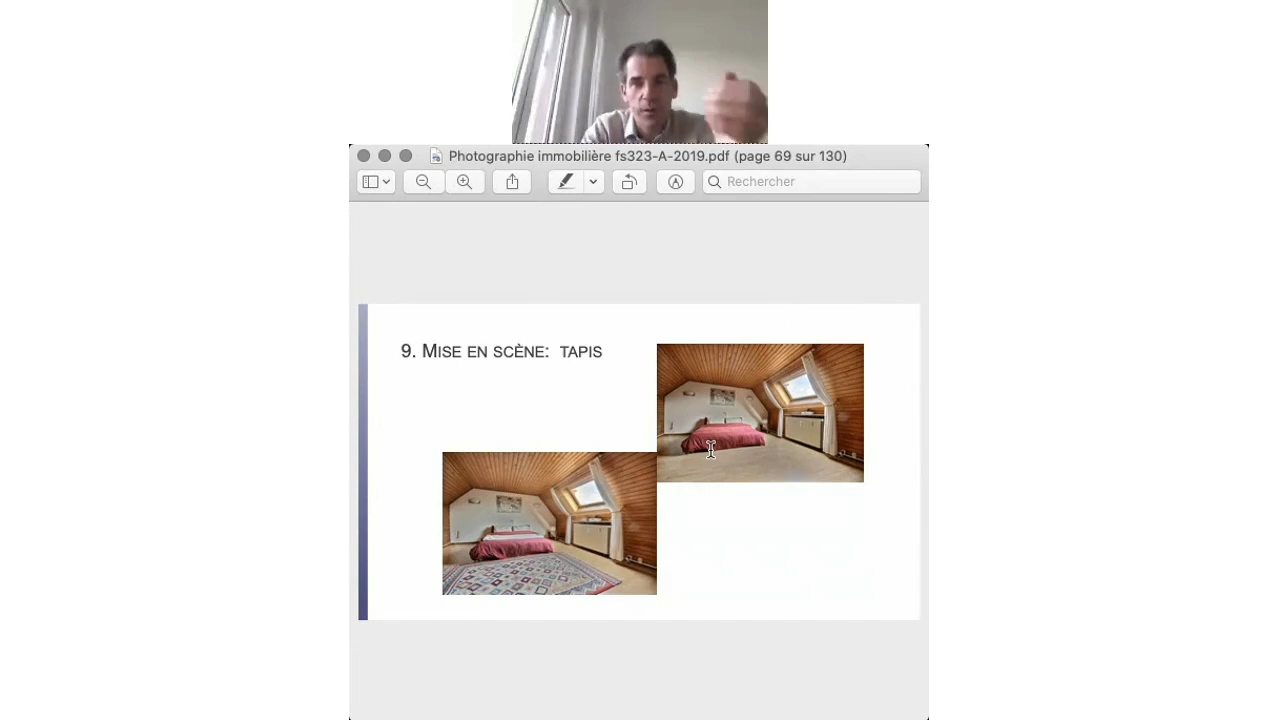 Photographie immobilière fs323-A-2019.pdf (page 69 sur 130)
Rechercher
9. MISE EN SCÈNE: TAPIS